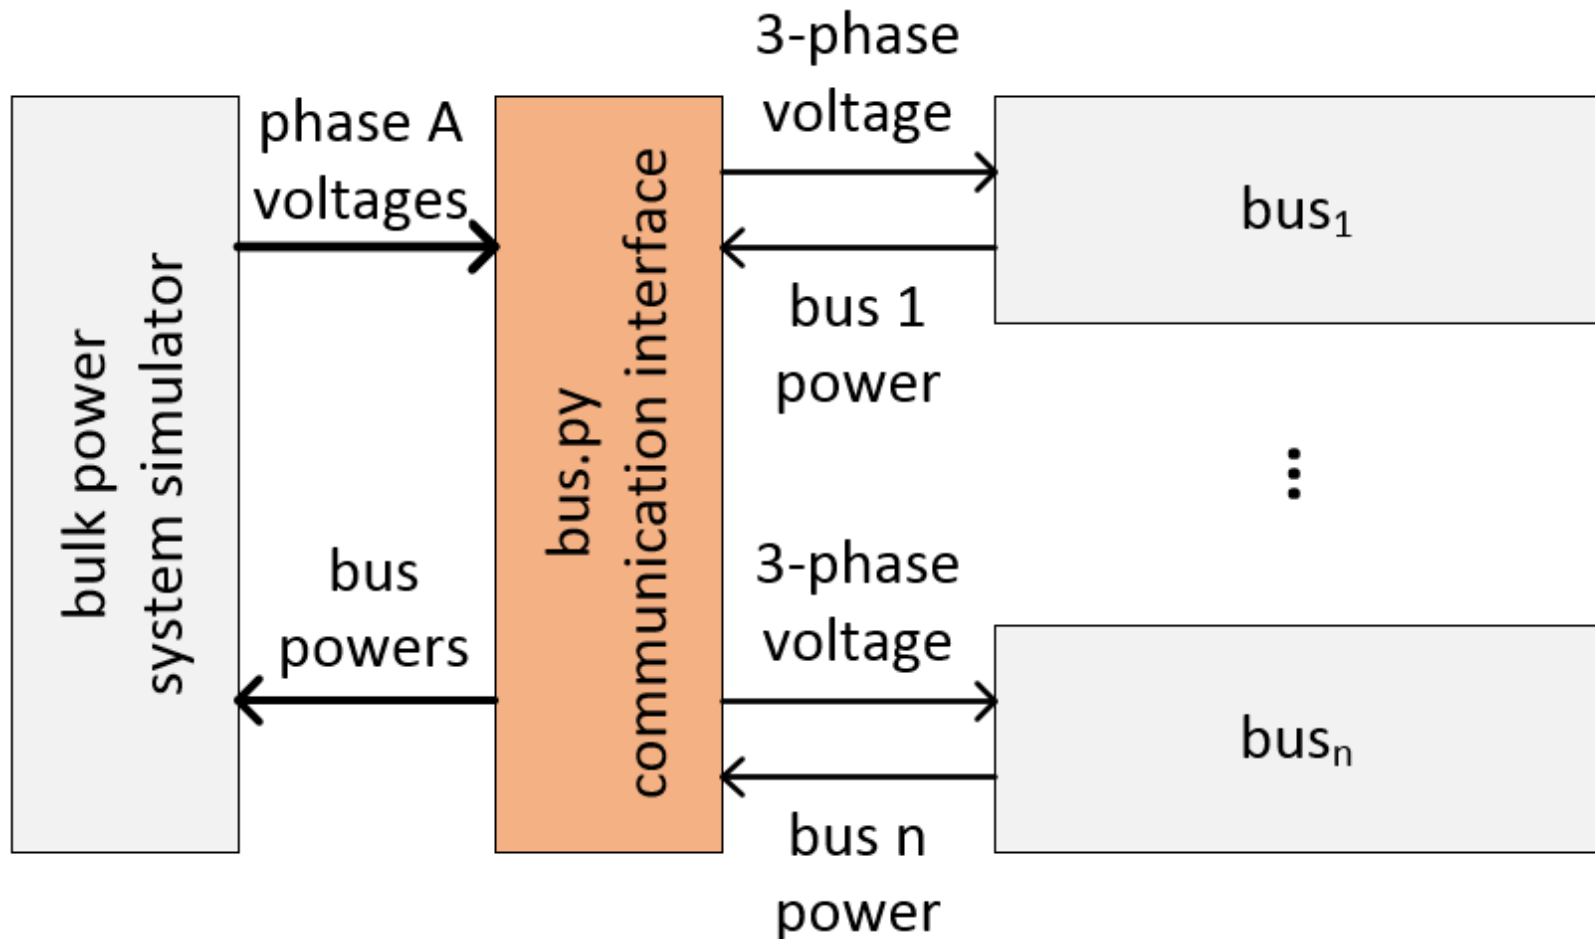 bulk power
system simulator
phase A
voltages
bus
powers
bus.py
communication interface
3-phase
voltage
bus 1
power
bus₁
⋮
3-phase
voltage
bus n
power
busₙ